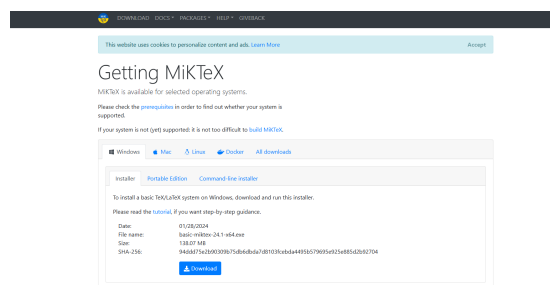 DOWNLOAD DOCS PACKAGES HELP GIVEBACK
This website uses cookies to personalize content and ads. Learn More Accept
Getting MiKTeX
MiKTeX is available for selected operating systems.
Please check the prerequisites in order to find out whether your system is
supported.
If your system is not (yet) supported: it is not too difficult to build MiKTeX.
Windows Mac Linux Docker All downloads
Installer Portable Edition Command-line installer
To install a basic TeX/LaTeX system on Windows, download and run this installer.
Please read the tutorial, if you want step-by-step guidance.
Date: 01/28/2024
File name: basic-miktex-24.1-x64.exe
Size: 138.07 MB
SHA-256: 94ddd75e2b90309b75db6dbda7d8103fcebda4495b579695e925e885d2b92704
Download